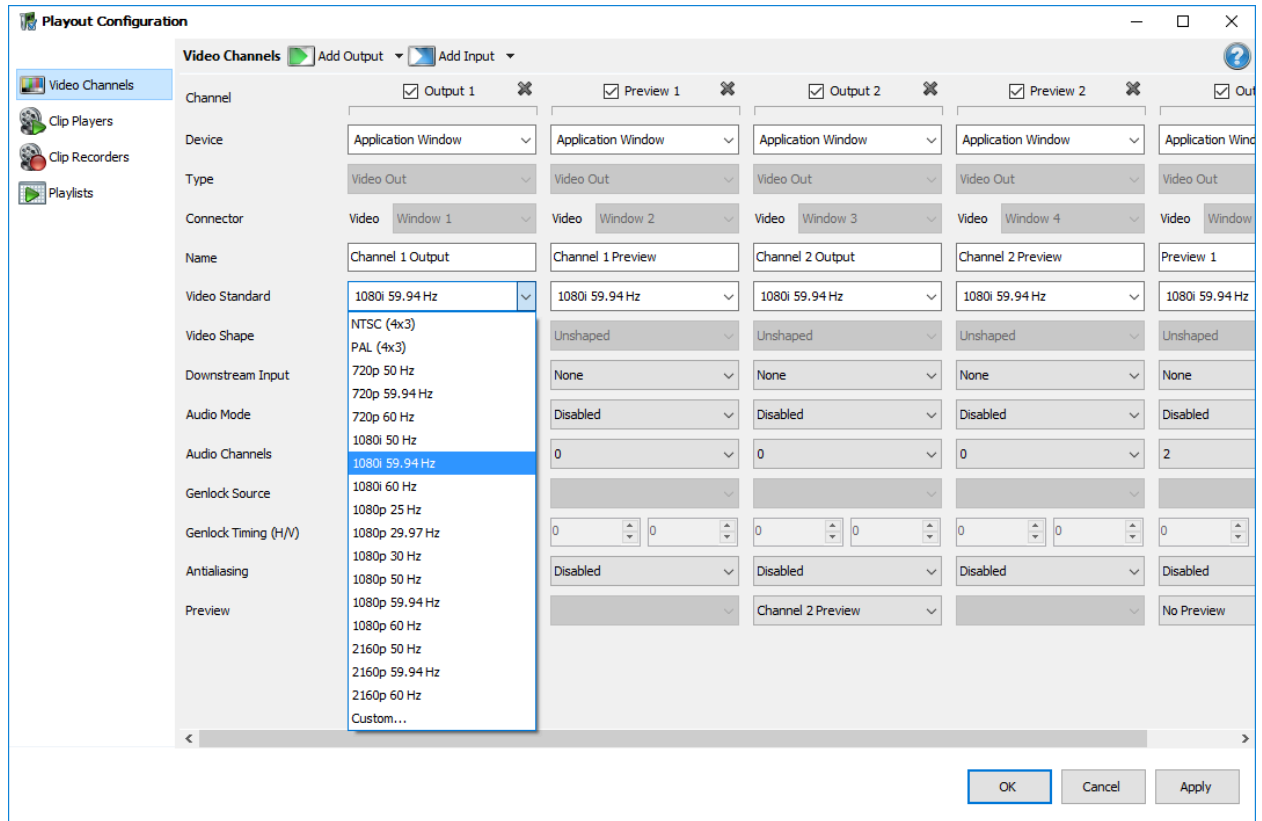 Playout Configuration
Video Channels Add Output Add Input
Video Channels
Clip Players
Clip Recorders
Playlists
Channel Output 1 Preview 1 Output 2 Preview 2 Out
Device Application Window Application Window Application Window Application Window Application Wind
Type Video Out Video Out Video Out Video Out Video Out
Connector Video Window 1 Video Window 2 Video Window 3 Video Window 4 Video Window
Name Channel 1 Output Channel 1 Preview Channel 2 Output Channel 2 Preview Preview 1
Video Standard 1080i 59.94 Hz 1080i 59.94 Hz 1080i 59.94 Hz 1080i 59.94 Hz 1080i 59.94 Hz
NTSC (4x3)
PAL (4x3)
720p 50 Hz
720p 59.94 Hz
720p 60 Hz
1080i 50 Hz
1080i 59.94 Hz
1080i 60 Hz
1080p 25 Hz
1080p 29.97 Hz
1080p 30 Hz
1080p 50 Hz
1080p 59.94 Hz
1080p 60 Hz
2160p 50 Hz
2160p 59.94 Hz
2160p 60 Hz
Custom...
Video Shape Unshaped Unshaped Unshaped Unshaped
Downstream Input None None None None
Audio Mode Disabled Disabled Disabled Disabled
Audio Channels 0 0 0 2
Genlock Source
Genlock Timing (H/V) 0 0 0 0 0 0 0
Antialiasing Disabled Disabled Disabled Disabled
Preview Channel 2 Preview No Preview
OK Cancel Apply